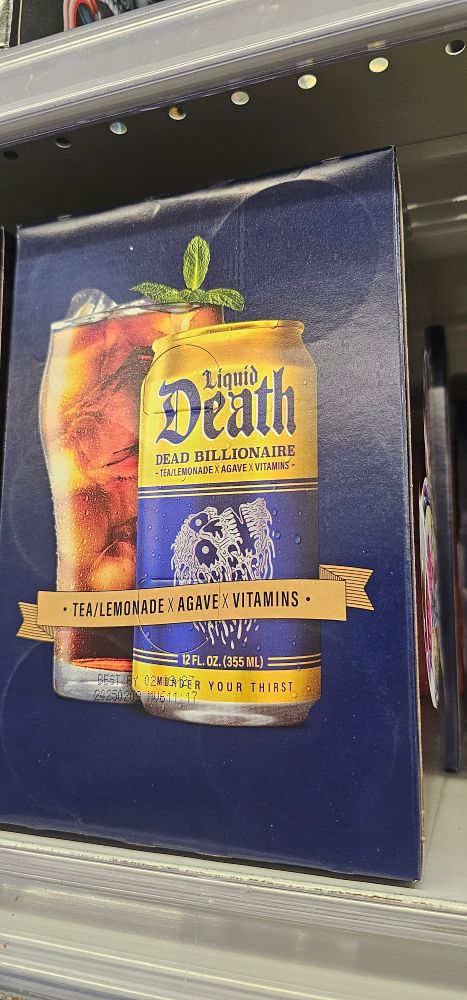 Liquid
Death
DEAD BILLIONAIRE
- TEA/LEMONADE X AGAVE X VITAMINS -
• TEA/LEMONADE X AGAVE X VITAMINS •
12 FL. OZ. (355 ML)
MURDER YOUR THIRST
BEST BY